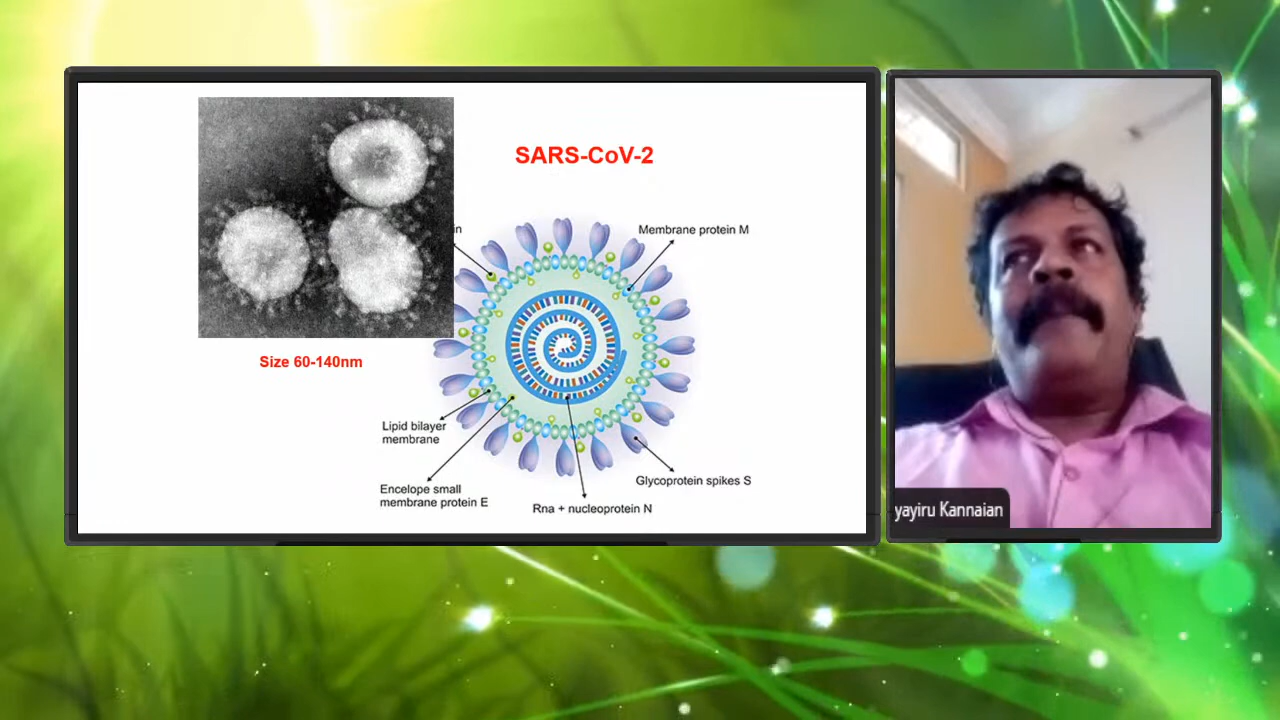 SARS-CoV-2
in
Membrane protein M
Size 60-140nm
Lipid bilayer
membrane
Encelope small
membrane protein E
Rna + nucleoprotein N
Glycoprotein spikes S
yayiru Kannaian